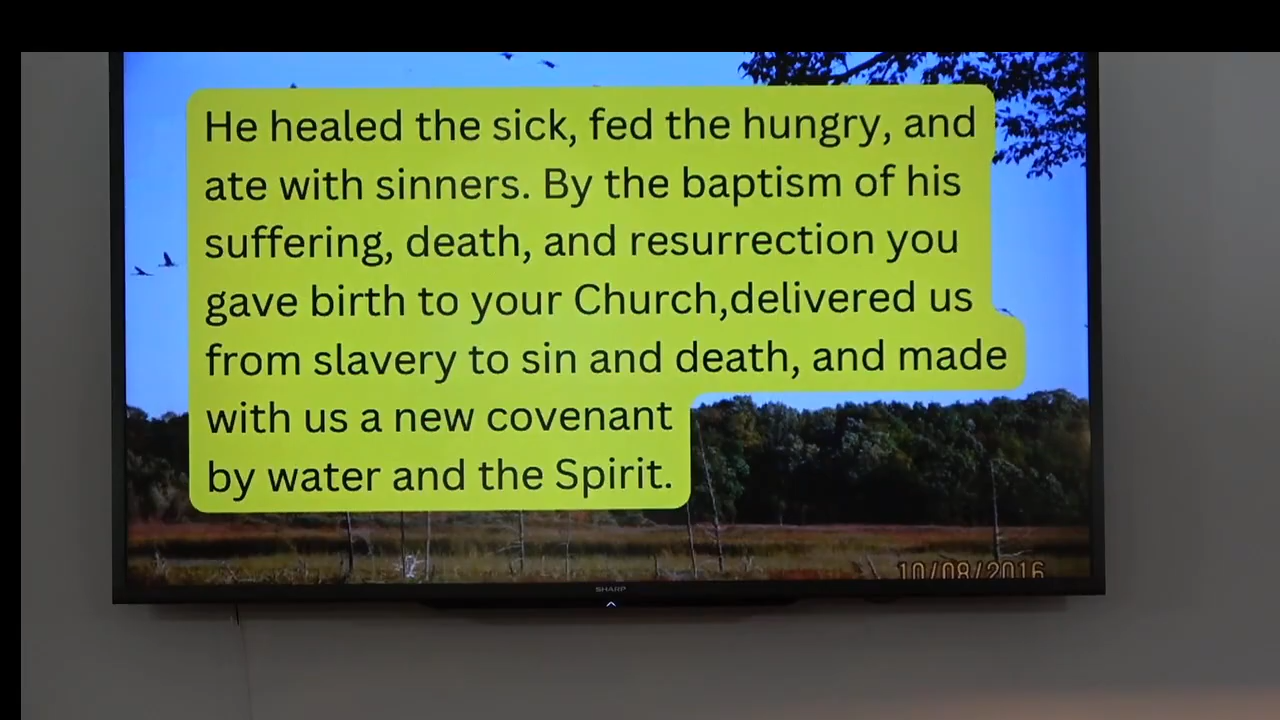 He healed the sick, fed the hungry, and
ate with sinners. By the baptism of his
suffering, death, and resurrection you
gave birth to your Church,delivered us
from slavery to sin and death, and made
with us a new covenant
by water and the Spirit.
10/08/2016
SHARP